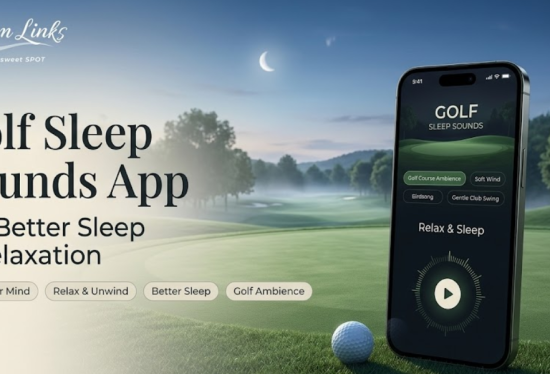 m Links
sweet SPOT
olf Sleep
unds App
Better Sleep
elaxation
r Mind
Relax & Unwind
Better Sleep
Golf Ambience
9:41
GOLF
SLEEP SOUNDS
Golf Course Ambience
Soft Wind
Birdsong
Gentle Club Swing
Relax & Sleep